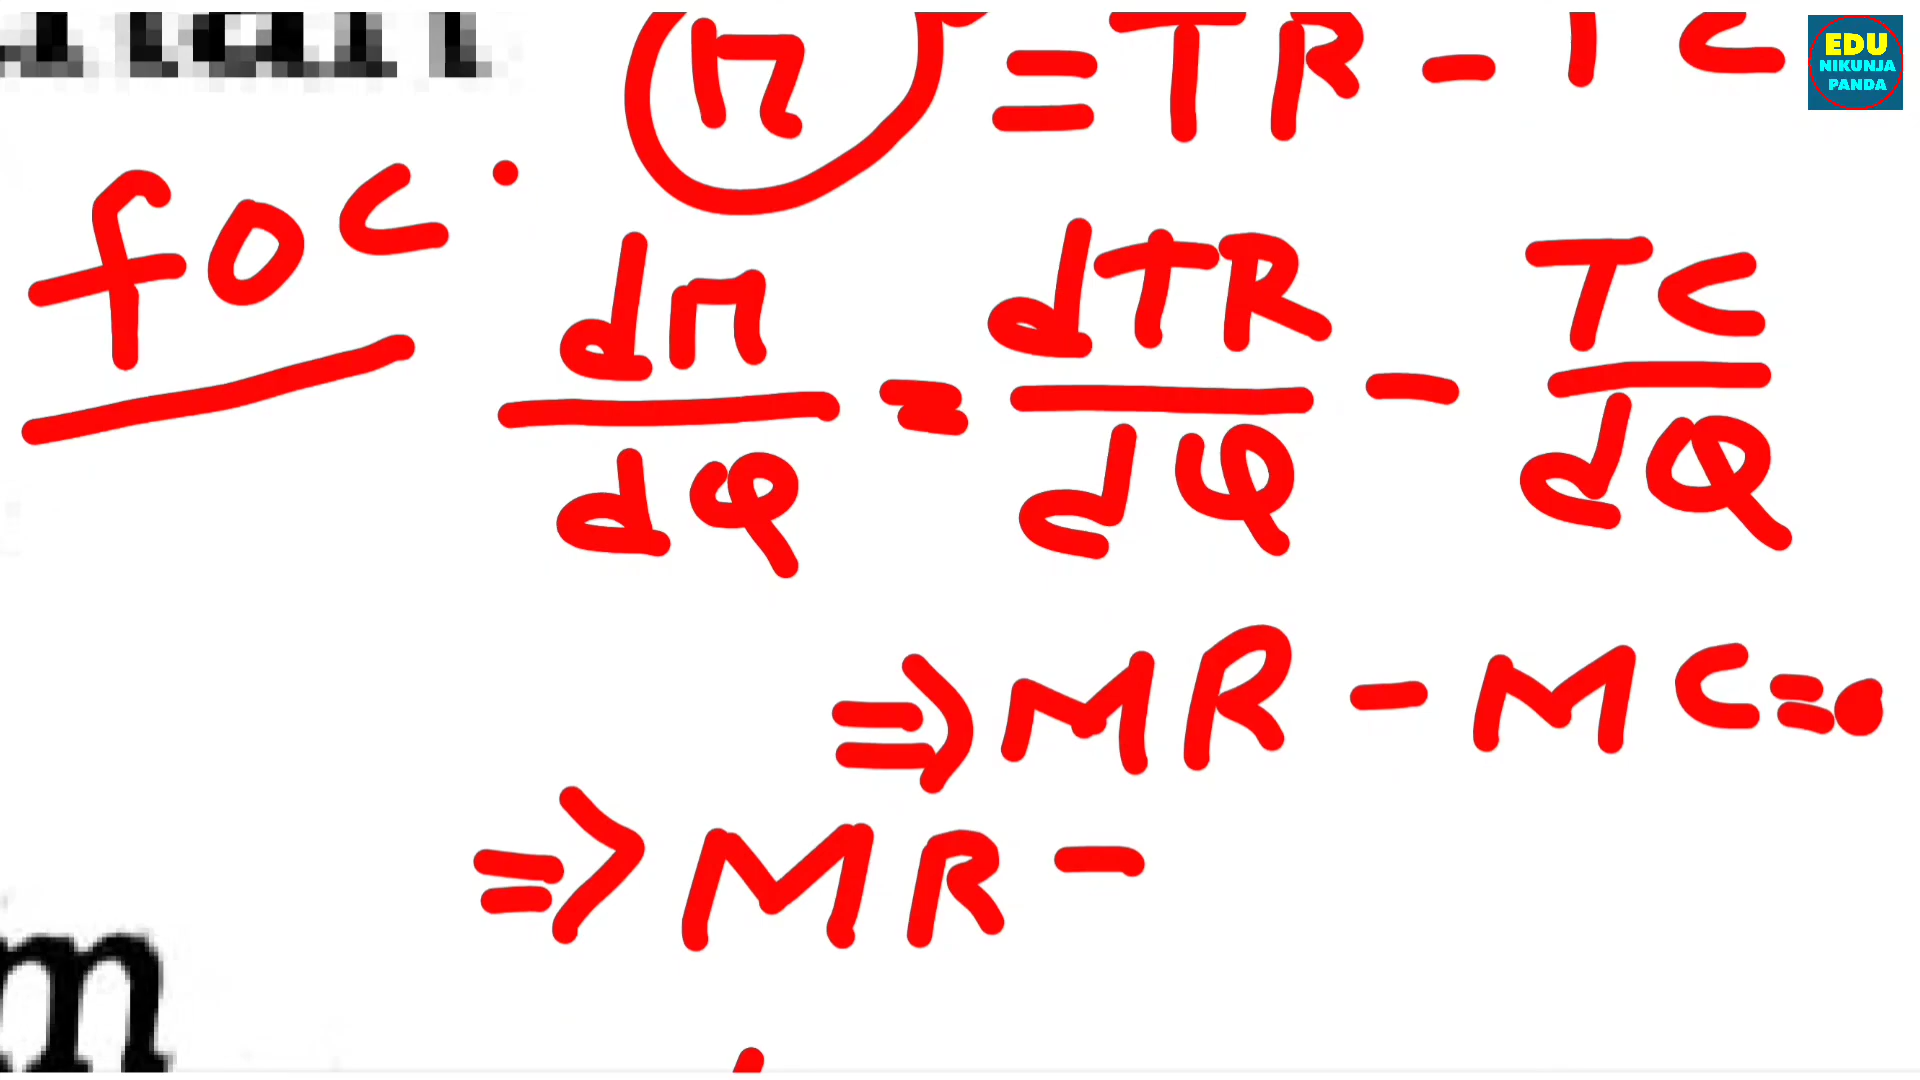 π = TR - TC
EDU
NIKUNJA
PANDA
foc.
dπ/dQ = dTR/dQ - TC/dQ
⇒ MR - MC = 0
⇒ MR -
m